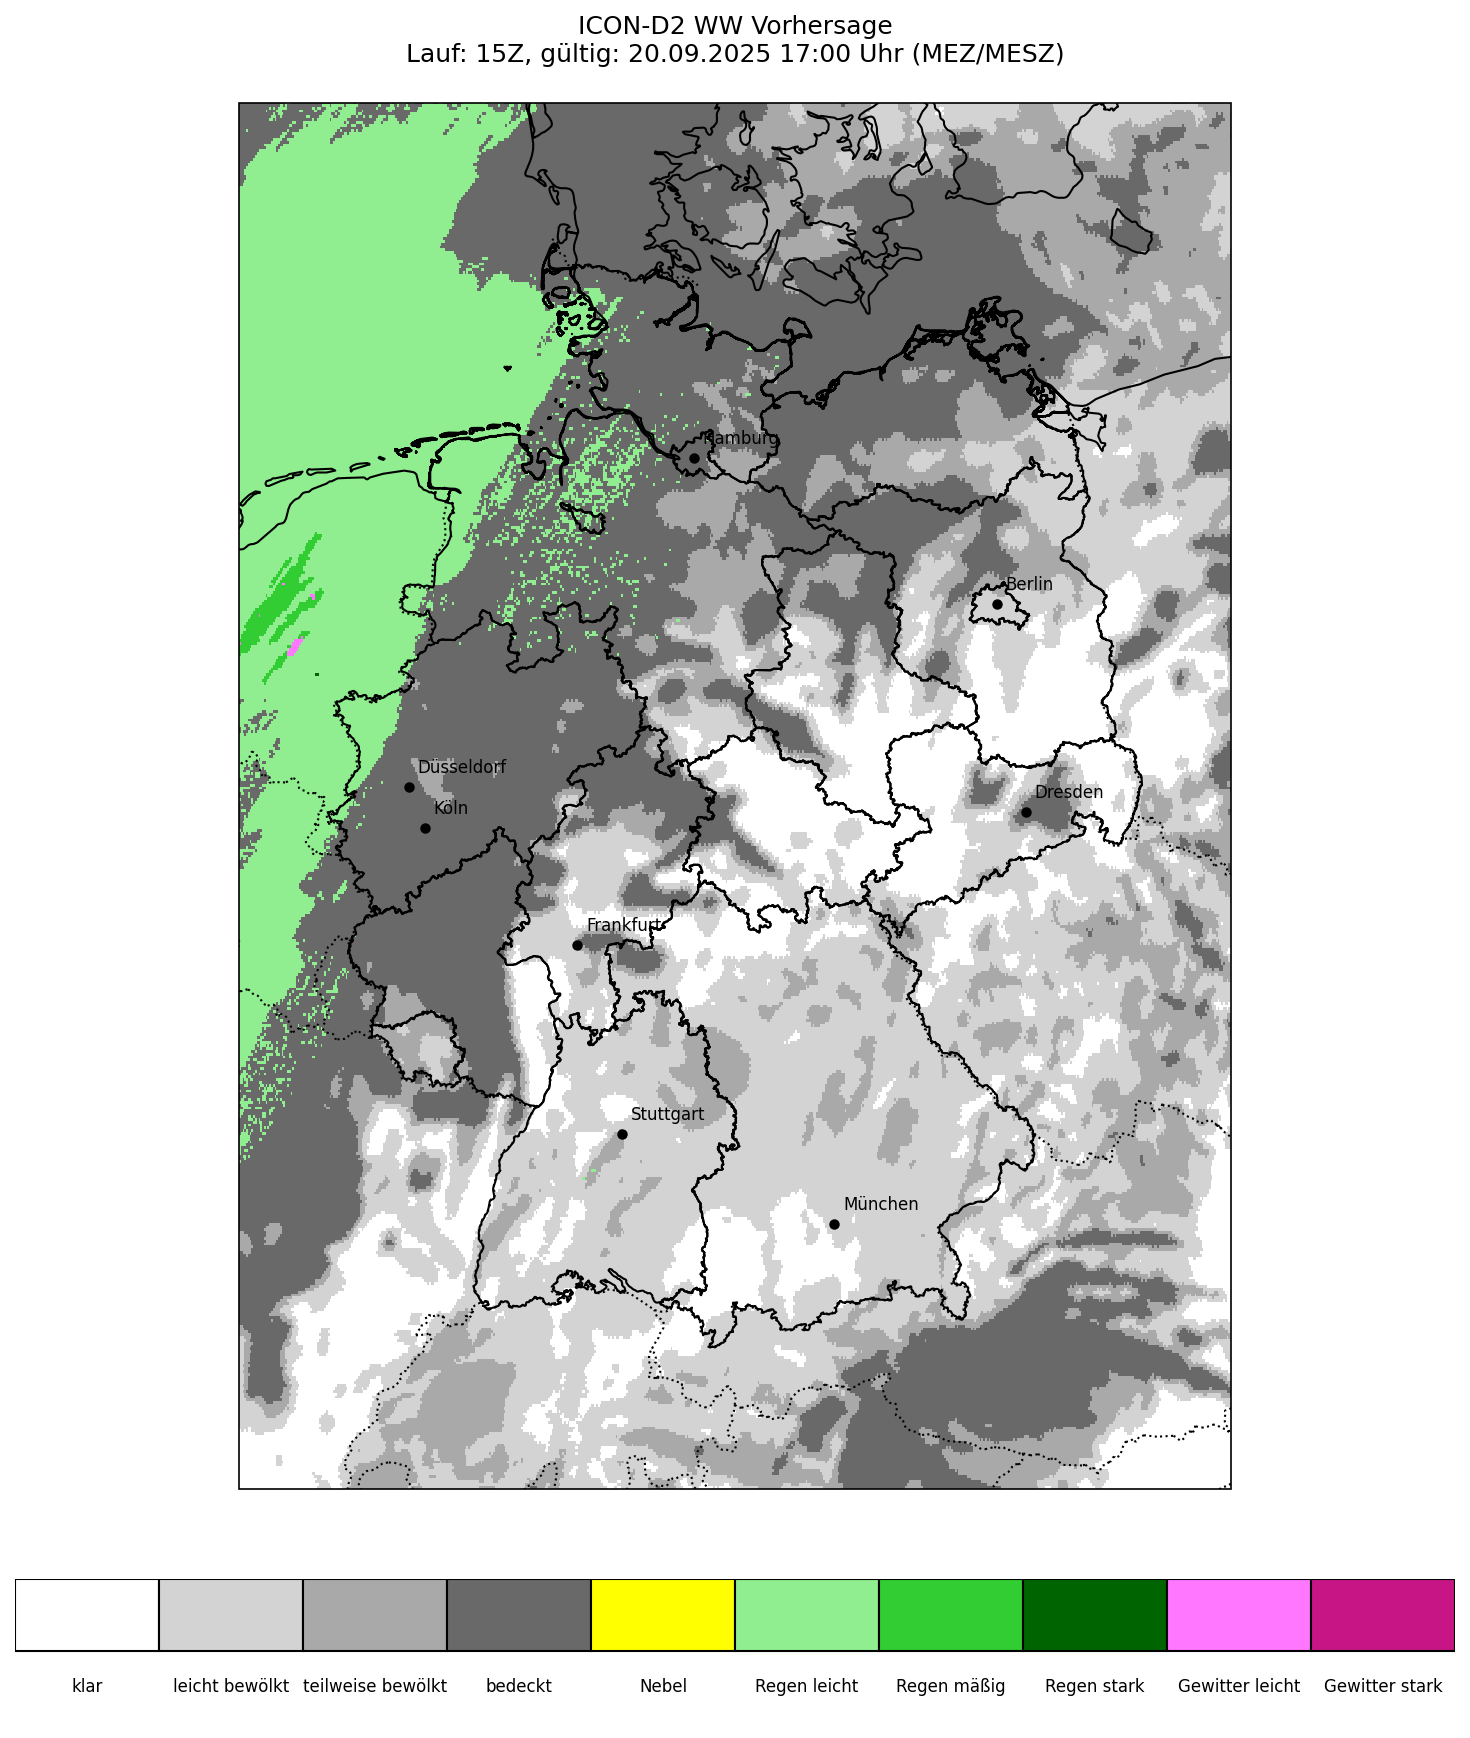 ICON-D2 WW Vorhersage
Lauf: 15Z, gültig: 20.09.2025 17:00 Uhr (MEZ/MESZ)
Hamburg
Berlin
Düsseldorf
Köln
Dresden
Frankfurt
Stuttgart
München
klar
leicht bewölkt
teilweise bewölkt
bedeckt
Nebel
Regen leicht
Regen mäßig
Regen stark
Gewitter leicht
Gewitter stark